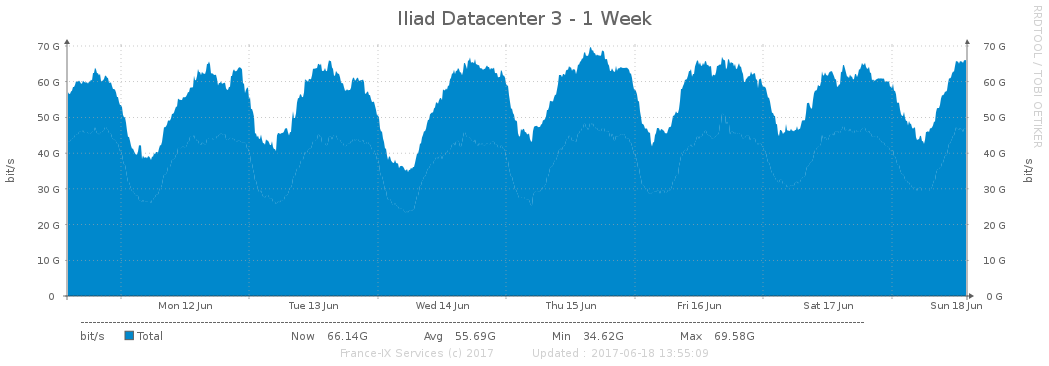 Iliad Datacenter 3 - 1 Week
RRDTOOL / TOBI OETIKER
bit/s
bit/s
70 G 70 G
60 G 60 G
50 G 50 G
40 G 40 G
30 G 30 G
20 G 20 G
10 G 10 G
0 0 G
Mon 12 Jun Tue 13 Jun Wed 14 Jun Thu 15 Jun Fri 16 Jun Sat 17 Jun Sun 18 Jun
bit/s Total Now 66.14G Avg 55.69G Min 34.62G Max 69.58G
France-IX Services (c) 2017 Updated : 2017-06-18 13:55:09